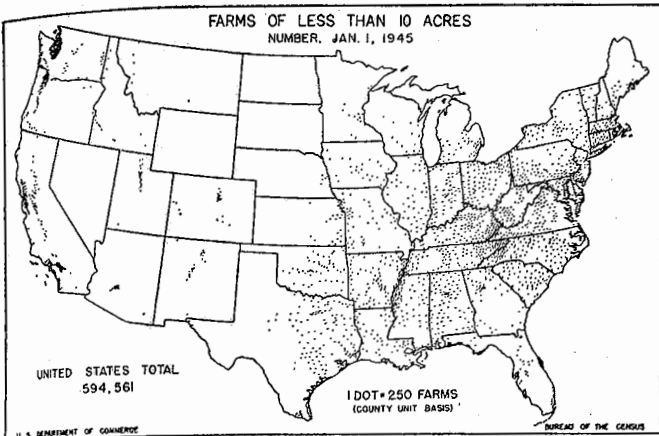 FARMS OF LESS THAN 10 ACRES
NUMBER, JAN. 1, 1945
UNITED STATES TOTAL
594,561
1 DOT = 250 FARMS
(COUNTY UNIT BASIS)
U. S. DEPARTMENT OF COMMERCE
BUREAU OF THE CENSUS